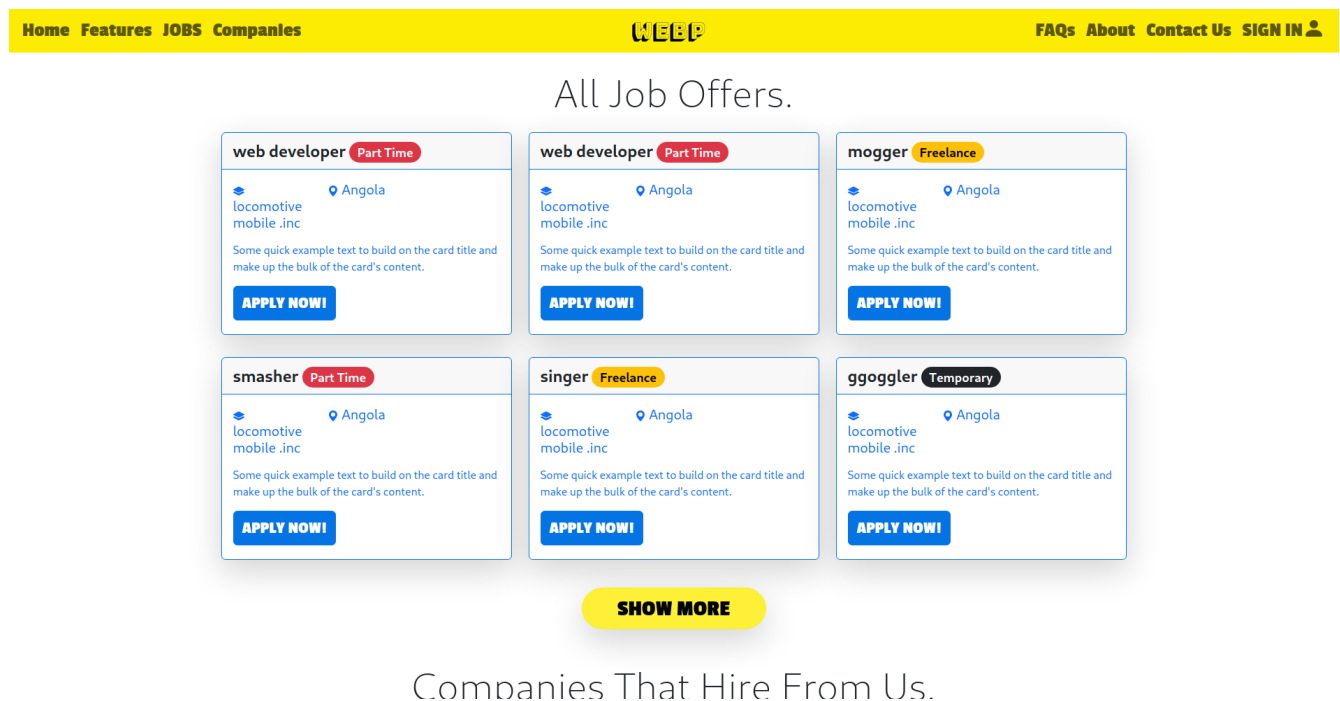 Home Features JOBS Companies WEBP FAQs About Contact Us SIGN IN
All Job Offers.
web developer Part Time
Angola
locomotive
mobile .inc
Some quick example text to build on the card title and
make up the bulk of the card's content.
APPLY NOW!
web developer Part Time
Angola
locomotive
mobile .inc
Some quick example text to build on the card title and
make up the bulk of the card's content.
APPLY NOW!
mogger Freelance
Angola
locomotive
mobile .inc
Some quick example text to build on the card title and
make up the bulk of the card's content.
APPLY NOW!
smasher Part Time
Angola
locomotive
mobile .inc
Some quick example text to build on the card title and
make up the bulk of the card's content.
APPLY NOW!
singer Freelance
Angola
locomotive
mobile .inc
Some quick example text to build on the card title and
make up the bulk of the card's content.
APPLY NOW!
ggoggler Temporary
Angola
locomotive
mobile .inc
Some quick example text to build on the card title and
make up the bulk of the card's content.
APPLY NOW!
SHOW MORE
Companies That Hire From Us.